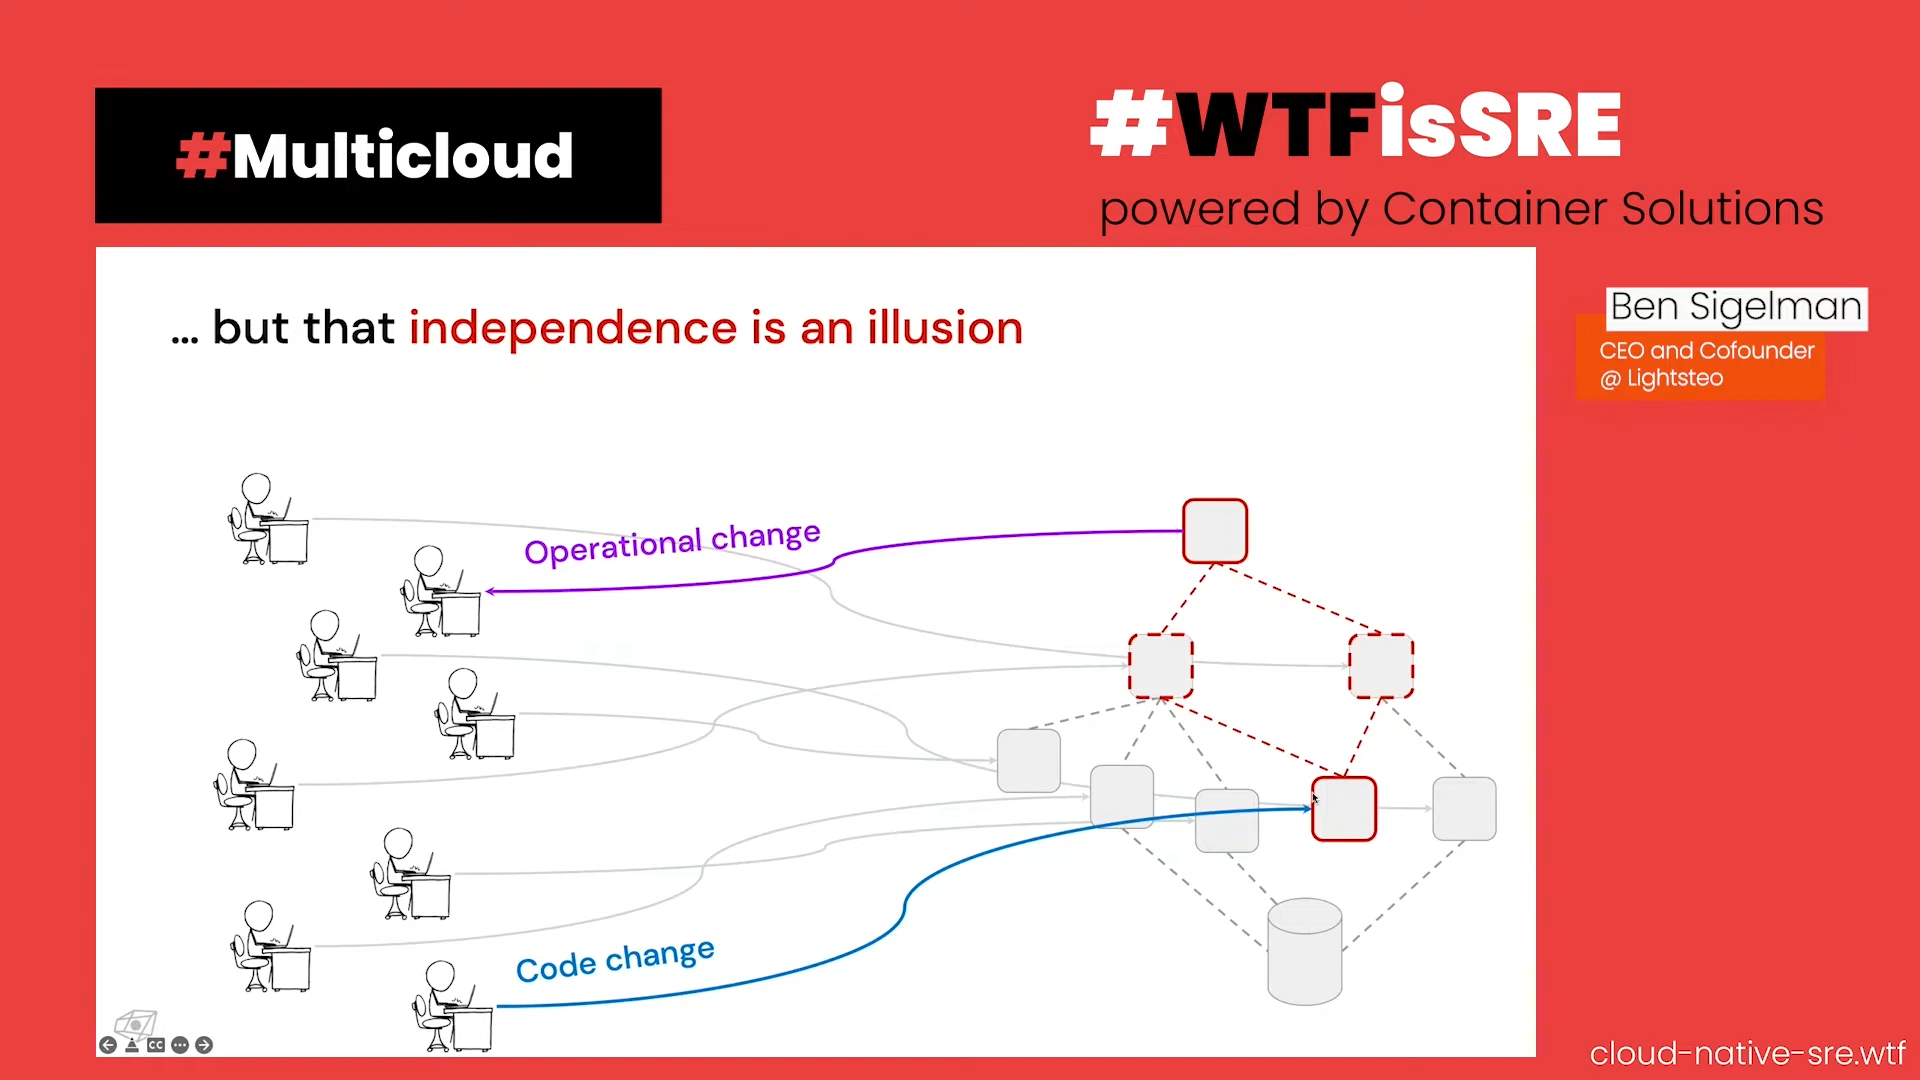 #Multicloud
#WTFisSRE
powered by Container Solutions
... but that independence is an illusion
Ben Sigelman
CEO and Cofounder
@ Lightsteo
Operational change
Code change
CC
cloud-native-sre.wtf